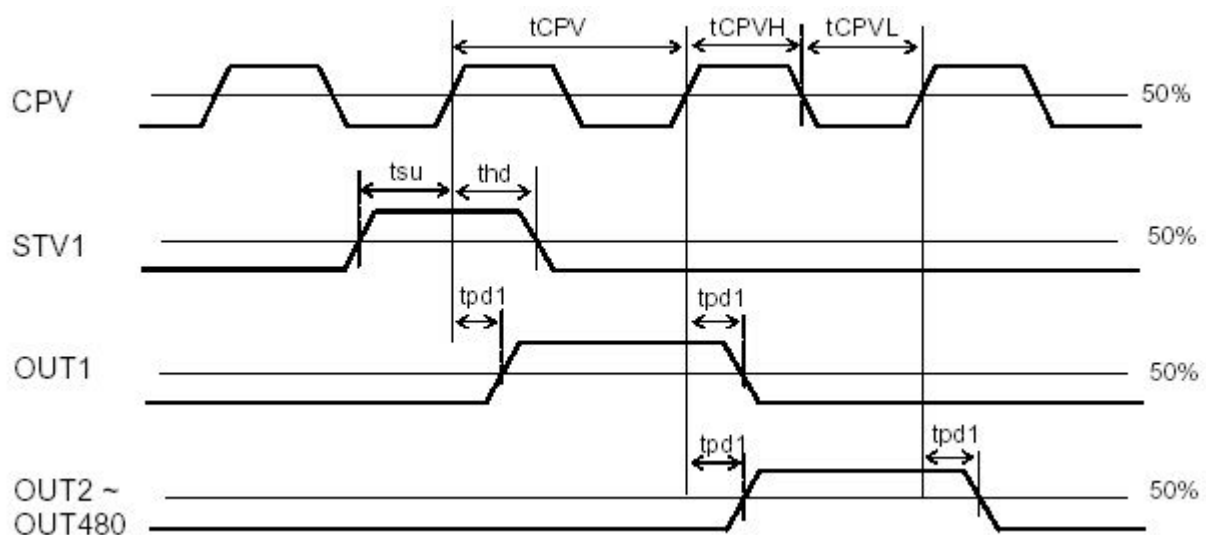 tCPV tCPVH tCPVL
CPV 50%
tsu thd
STV1 50%
tpd1 tpd1
OUT1 50%
tpd1 tpd1
OUT2 ~ 50%
OUT480